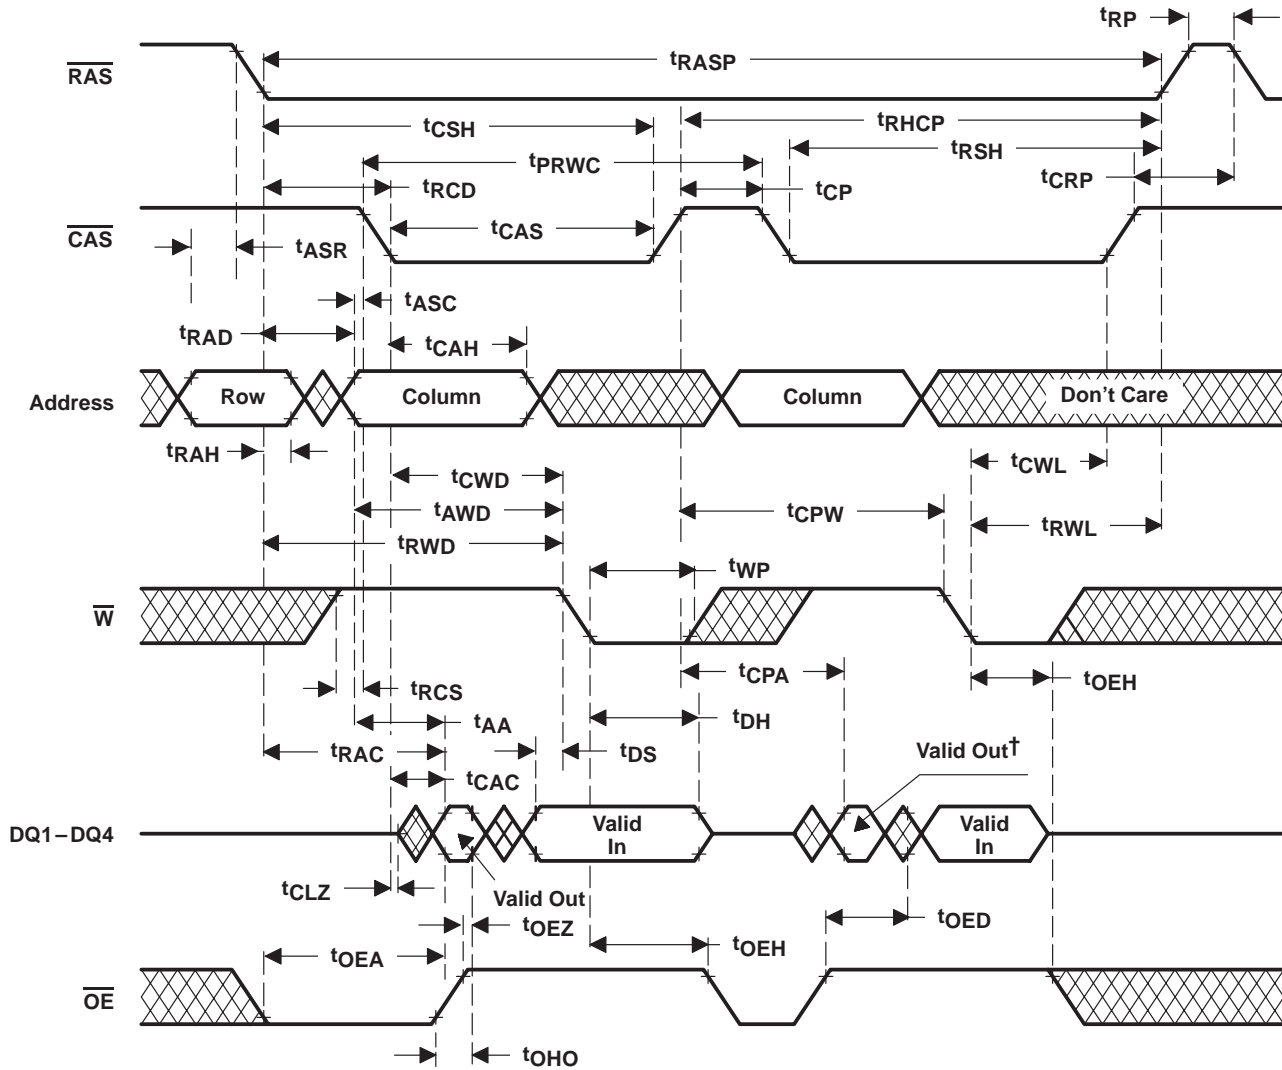 tRP
RAS
tRASP
tCSH
tRHCP
tPRWC
tRSH
tRCD
tCP
tCRP
CAS
tASR
tCAS
tASC
tRAD
tCAH
Address
Row
Column
Column
Don't Care
tRAH
tCWD
tCWL
tAWD
tCPW
tRWD
tRWL
tWP
W
tRCS
tCPA
tOEH
tAA
tDH
tRAC
tDS
Valid Out†
tCAC
DQ1–DQ4
Valid
In
Valid
In
tCLZ
Valid Out
tOEZ
tOED
tOEA
tOEH
OE
tOHO